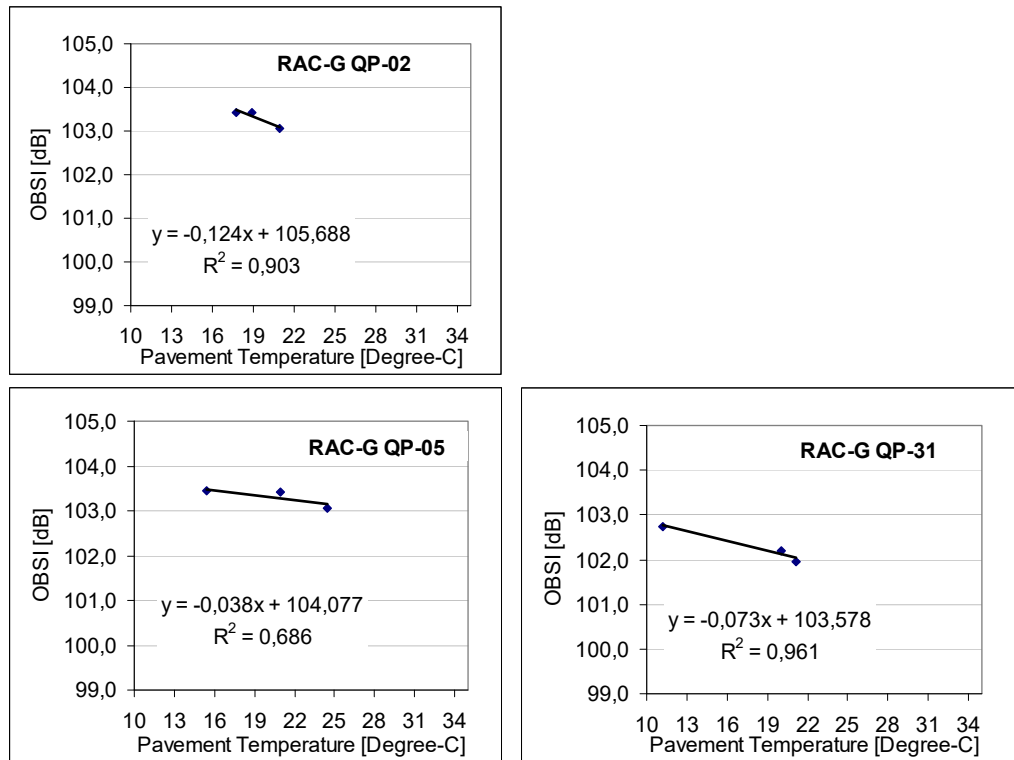 RAC-G QP-02
105,0
104,0
103,0
102,0
101,0
100,0
99,0
OBSI [dB]
y = -0,124x + 105,688
R² = 0,903
10 13 16 19 22 25 28 31 34
Pavement Temperature [Degree-C]
RAC-G QP-05
105,0
104,0
103,0
102,0
101,0
100,0
99,0
OBSI [dB]
y = -0,038x + 104,077
R² = 0,686
10 13 16 19 22 25 28 31 34
Pavement Temperature [Degree-C]
RAC-G QP-31
105,0
104,0
103,0
102,0
101,0
100,0
99,0
OBSI [dB]
y = -0,073x + 103,578
R² = 0,961
10 13 16 19 22 25 28 31 34
Pavement Temperature [Degree-C]